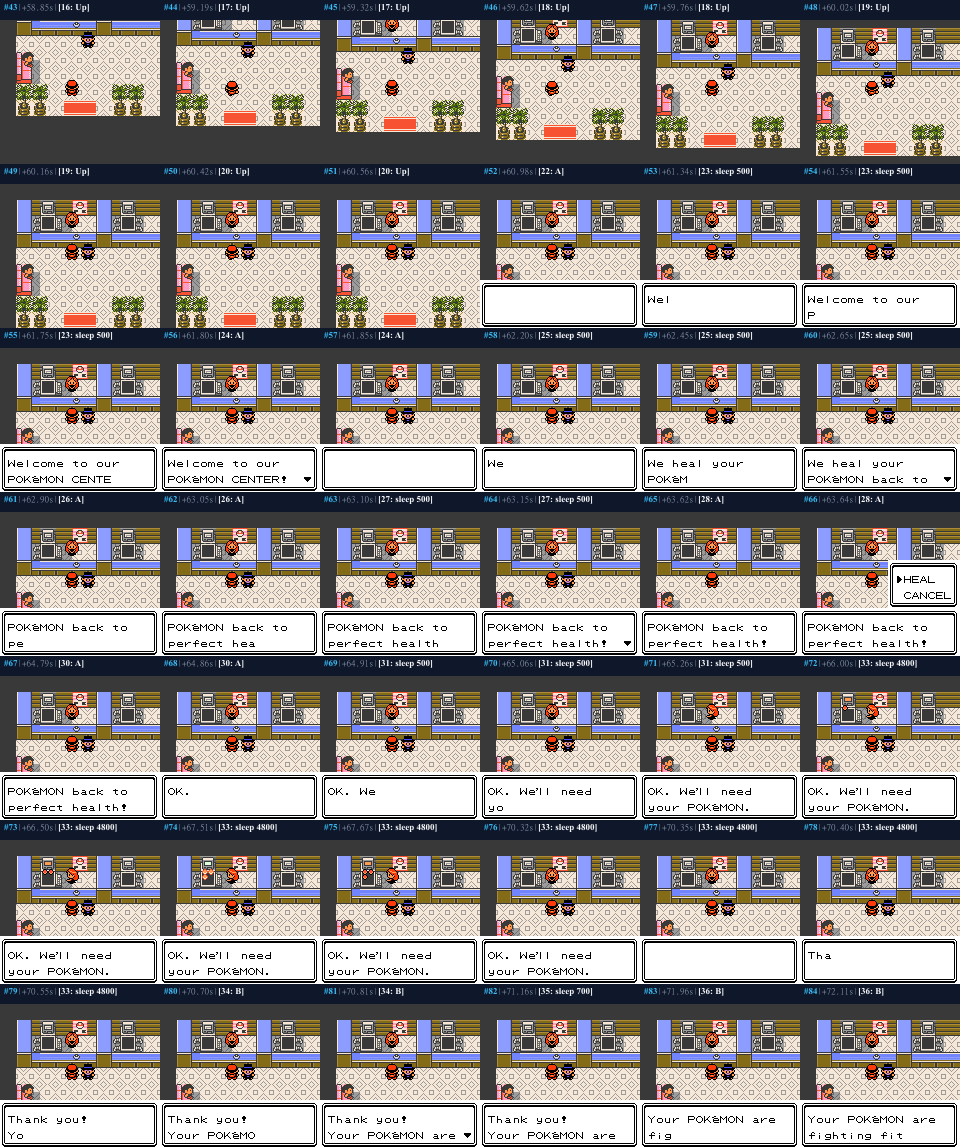 #43|+58.85s|[16: Up]
#44|+59.19s|[17: Up]
#45|+59.32s|[17: Up]
#46|+59.62s|[18: Up]
#47|+59.76s|[18: Up]
#48|+60.02s|[19: Up]
#49|+60.16s|[19: Up]
#50|+60.42s|[20: Up]
#51|+60.56s|[20: Up]
#52|+60.98s|[22: A]
#53|+61.34s|[23: sleep 500]
#54|+61.55s|[23: sleep 500]
Wel
Welcome to our
P
#55|+61.75s|[23: sleep 500]
#56|+61.80s|[24: A]
#57|+61.85s|[24: A]
#58|+62.20s|[25: sleep 500]
#59|+62.45s|[25: sleep 500]
#60|+62.65s|[25: sleep 500]
Welcome to our
POKéMON CENTE
Welcome to our
POKéMON CENTER!
We
We heal your
POKéM
We heal your
POKéMON back to
#61|+62.90s|[26: A]
#62|+63.05s|[26: A]
#63|+63.10s|[27: sleep 500]
#64|+63.15s|[27: sleep 500]
#65|+63.62s|[28: A]
#66|+63.64s|[28: A]
POKéMON back to
pe
POKéMON back to
perfect hea
POKéMON back to
perfect health
POKéMON back to
perfect health!
POKéMON back to
perfect health!
HEAL
CANCEL
POKéMON back to
perfect health!
#67|+64.79s|[30: A]
#68|+64.86s|[30: A]
#69|+64.91s|[31: sleep 500]
#70|+65.06s|[31: sleep 500]
#71|+65.26s|[31: sleep 500]
#72|+66.00s|[33: sleep 4800]
POKéMON back to
perfect health!
OK.
OK. We
OK. We'll need
yo
OK. We'll need
your POKéMON.
OK. We'll need
your POKéMON.
#73|+66.50s|[33: sleep 4800]
#74|+67.51s|[33: sleep 4800]
#75|+67.67s|[33: sleep 4800]
#76|+70.32s|[33: sleep 4800]
#77|+70.35s|[33: sleep 4800]
#78|+70.40s|[33: sleep 4800]
OK. We'll need
your POKéMON.
OK. We'll need
your POKéMON.
OK. We'll need
your POKéMON.
OK. We'll need
your POKéMON.
Tha
#79|+70.55s|[33: sleep 4800]
#80|+70.70s|[34: B]
#81|+70.81s|[34: B]
#82|+71.16s|[35: sleep 700]
#83|+71.96s|[36: B]
#84|+72.11s|[36: B]
Thank you!
Yo
Thank you!
Your POKéMO
Thank you!
Your POKéMON are
Thank you!
Your POKéMON are
Your POKéMON are
fig
Your POKéMON are
fighting fit